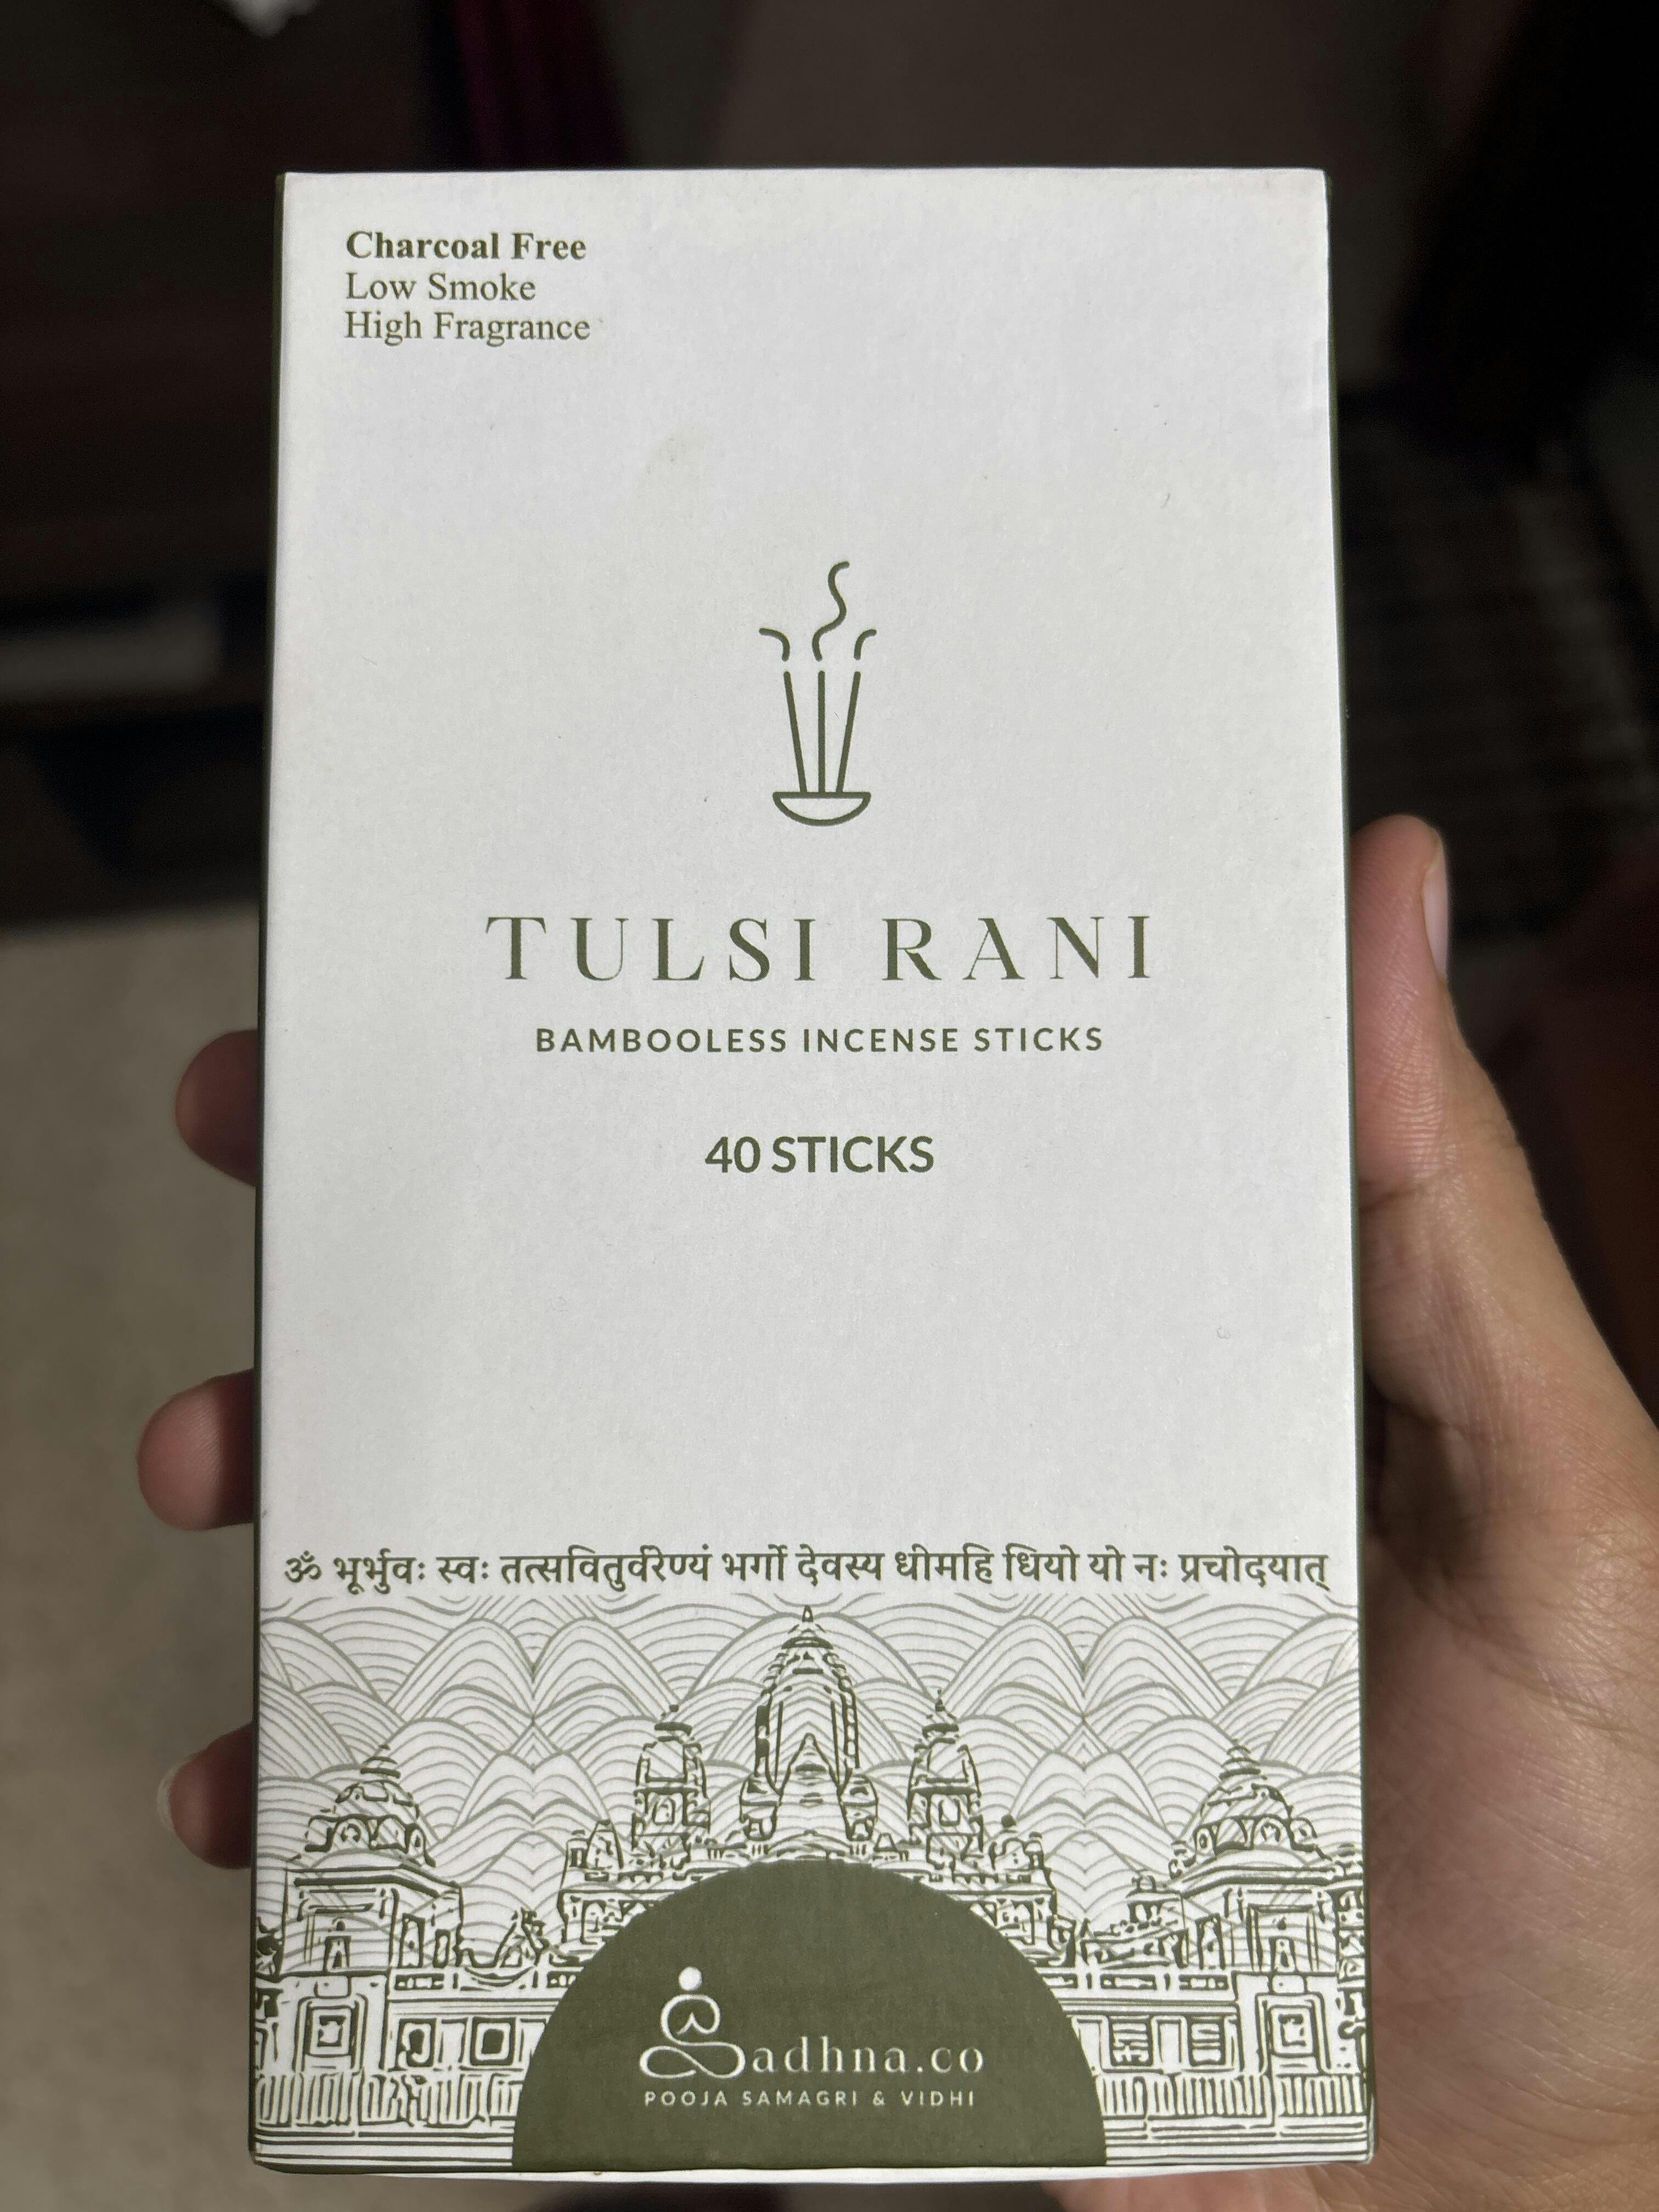 Charcoal Free
Low Smoke
High Fragrance
TULSI RANI
BAMBOOLESS INCENSE STICKS
40 STICKS
ॐ भूर्भुवः स्वः तत्सवितुर्वरेण्यं भर्गो देवस्य धीमहि धियो यो नः प्रचोदयात्
Sadhna.co
POOJA SAMAGRI & VIDHI